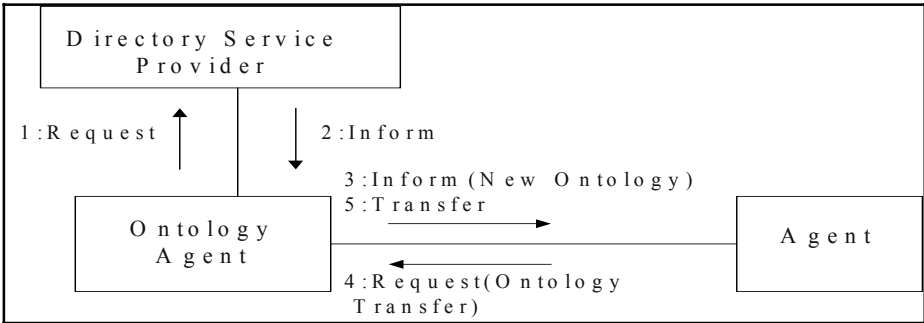 Directory Service
Provider
1:Request
2:Inform
3:Inform(New Ontology)
5:Transfer
Ontology
Agent
Agent
4:Request(Ontology
Transfer)